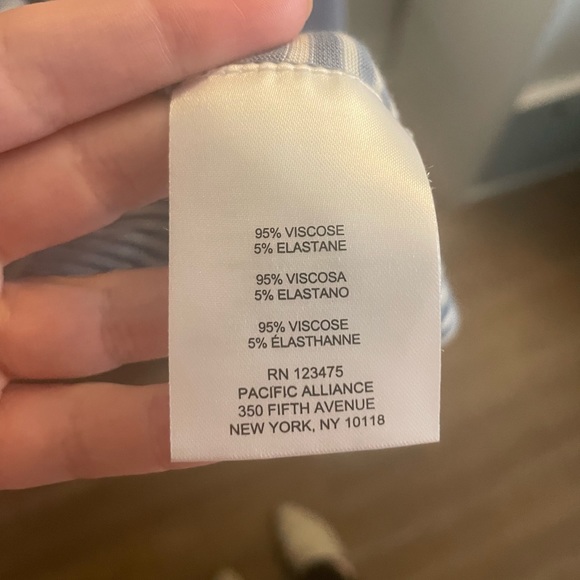 95% VISCOSE
5% ELASTANE
95% VISCOSA
5% ELASTANO
95% VISCOSE
5% ÉLASTHANNE
RN 123475
PACIFIC ALLIANCE
350 FIFTH AVENUE
NEW YORK, NY 10118